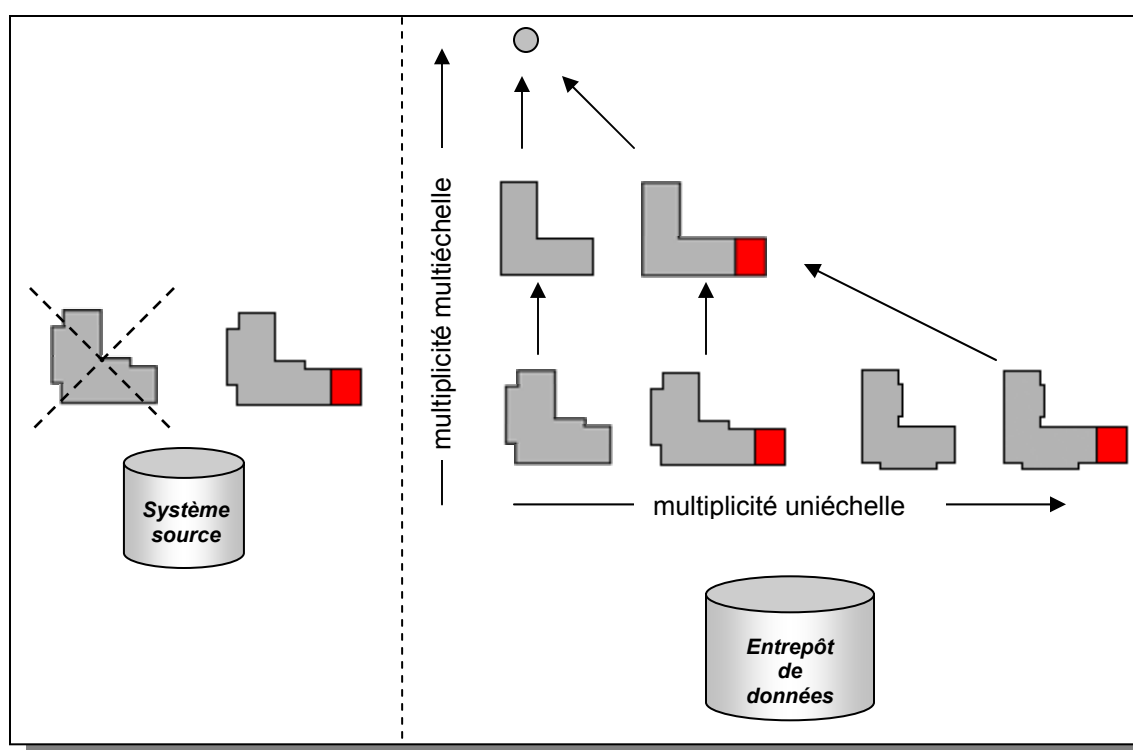 multiplicité multiéchelle
multiplicité uniéchelle
Système
source
Entrepôt
de
données